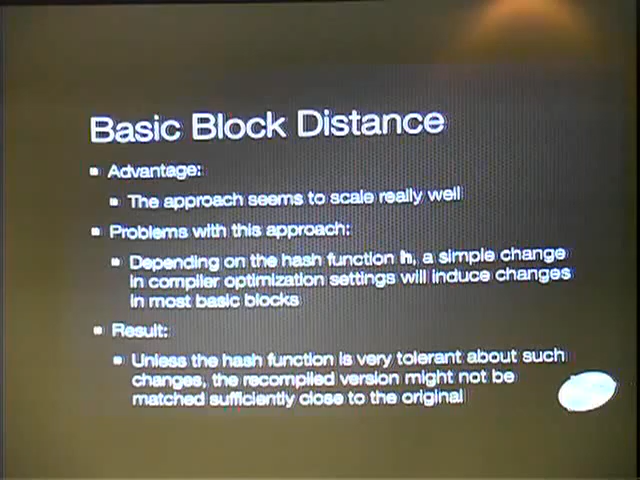 Basic Block Distance
Advantage:
The approach seems to scale really well
Problems with this approach:
Depending on the hash function h, a simple change
in compiler optimization settings will induce changes
in most basic blocks
Result:
Unless the hash function is very tolerant about such
changes, the recompiled version might not be
matched sufficiently close to the original